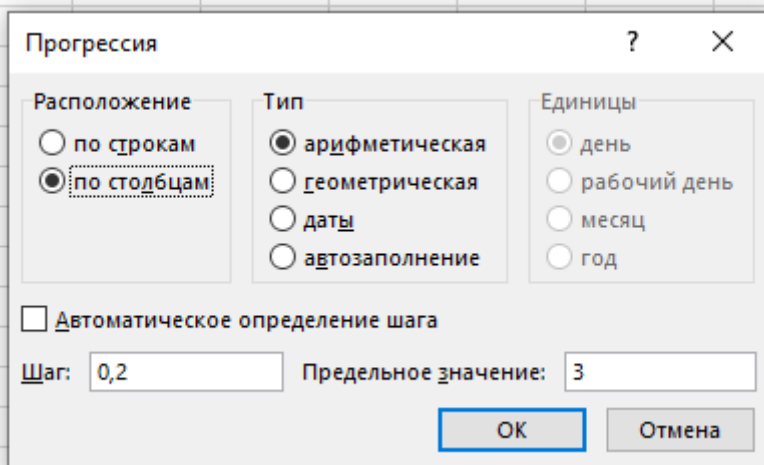 Прогрессия ?
Расположение Тип Единицы
по строкам арифметическая день
по столбцам геометрическая рабочий день
даты месяц
автозаполнение год
Автоматическое определение шага
Шаг: 0,2 Предельное значение: 3
ОК Отмена